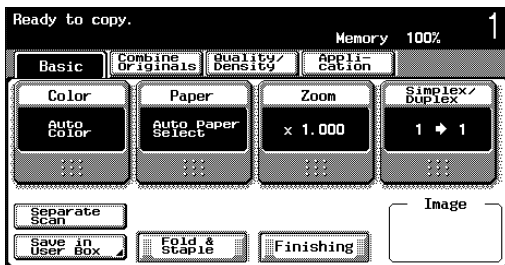 Ready to copy.
Memory 100% 1
Basic
Combine
Originals
Quality/
Density
Appli-
cation
Color
Paper
Zoom
Simplex/
Duplex
Auto
Color
Auto Paper
Select
x 1.000
1 ➔ 1
Separate
Scan
Image
Save in
User Box
Fold &
Staple
Finishing